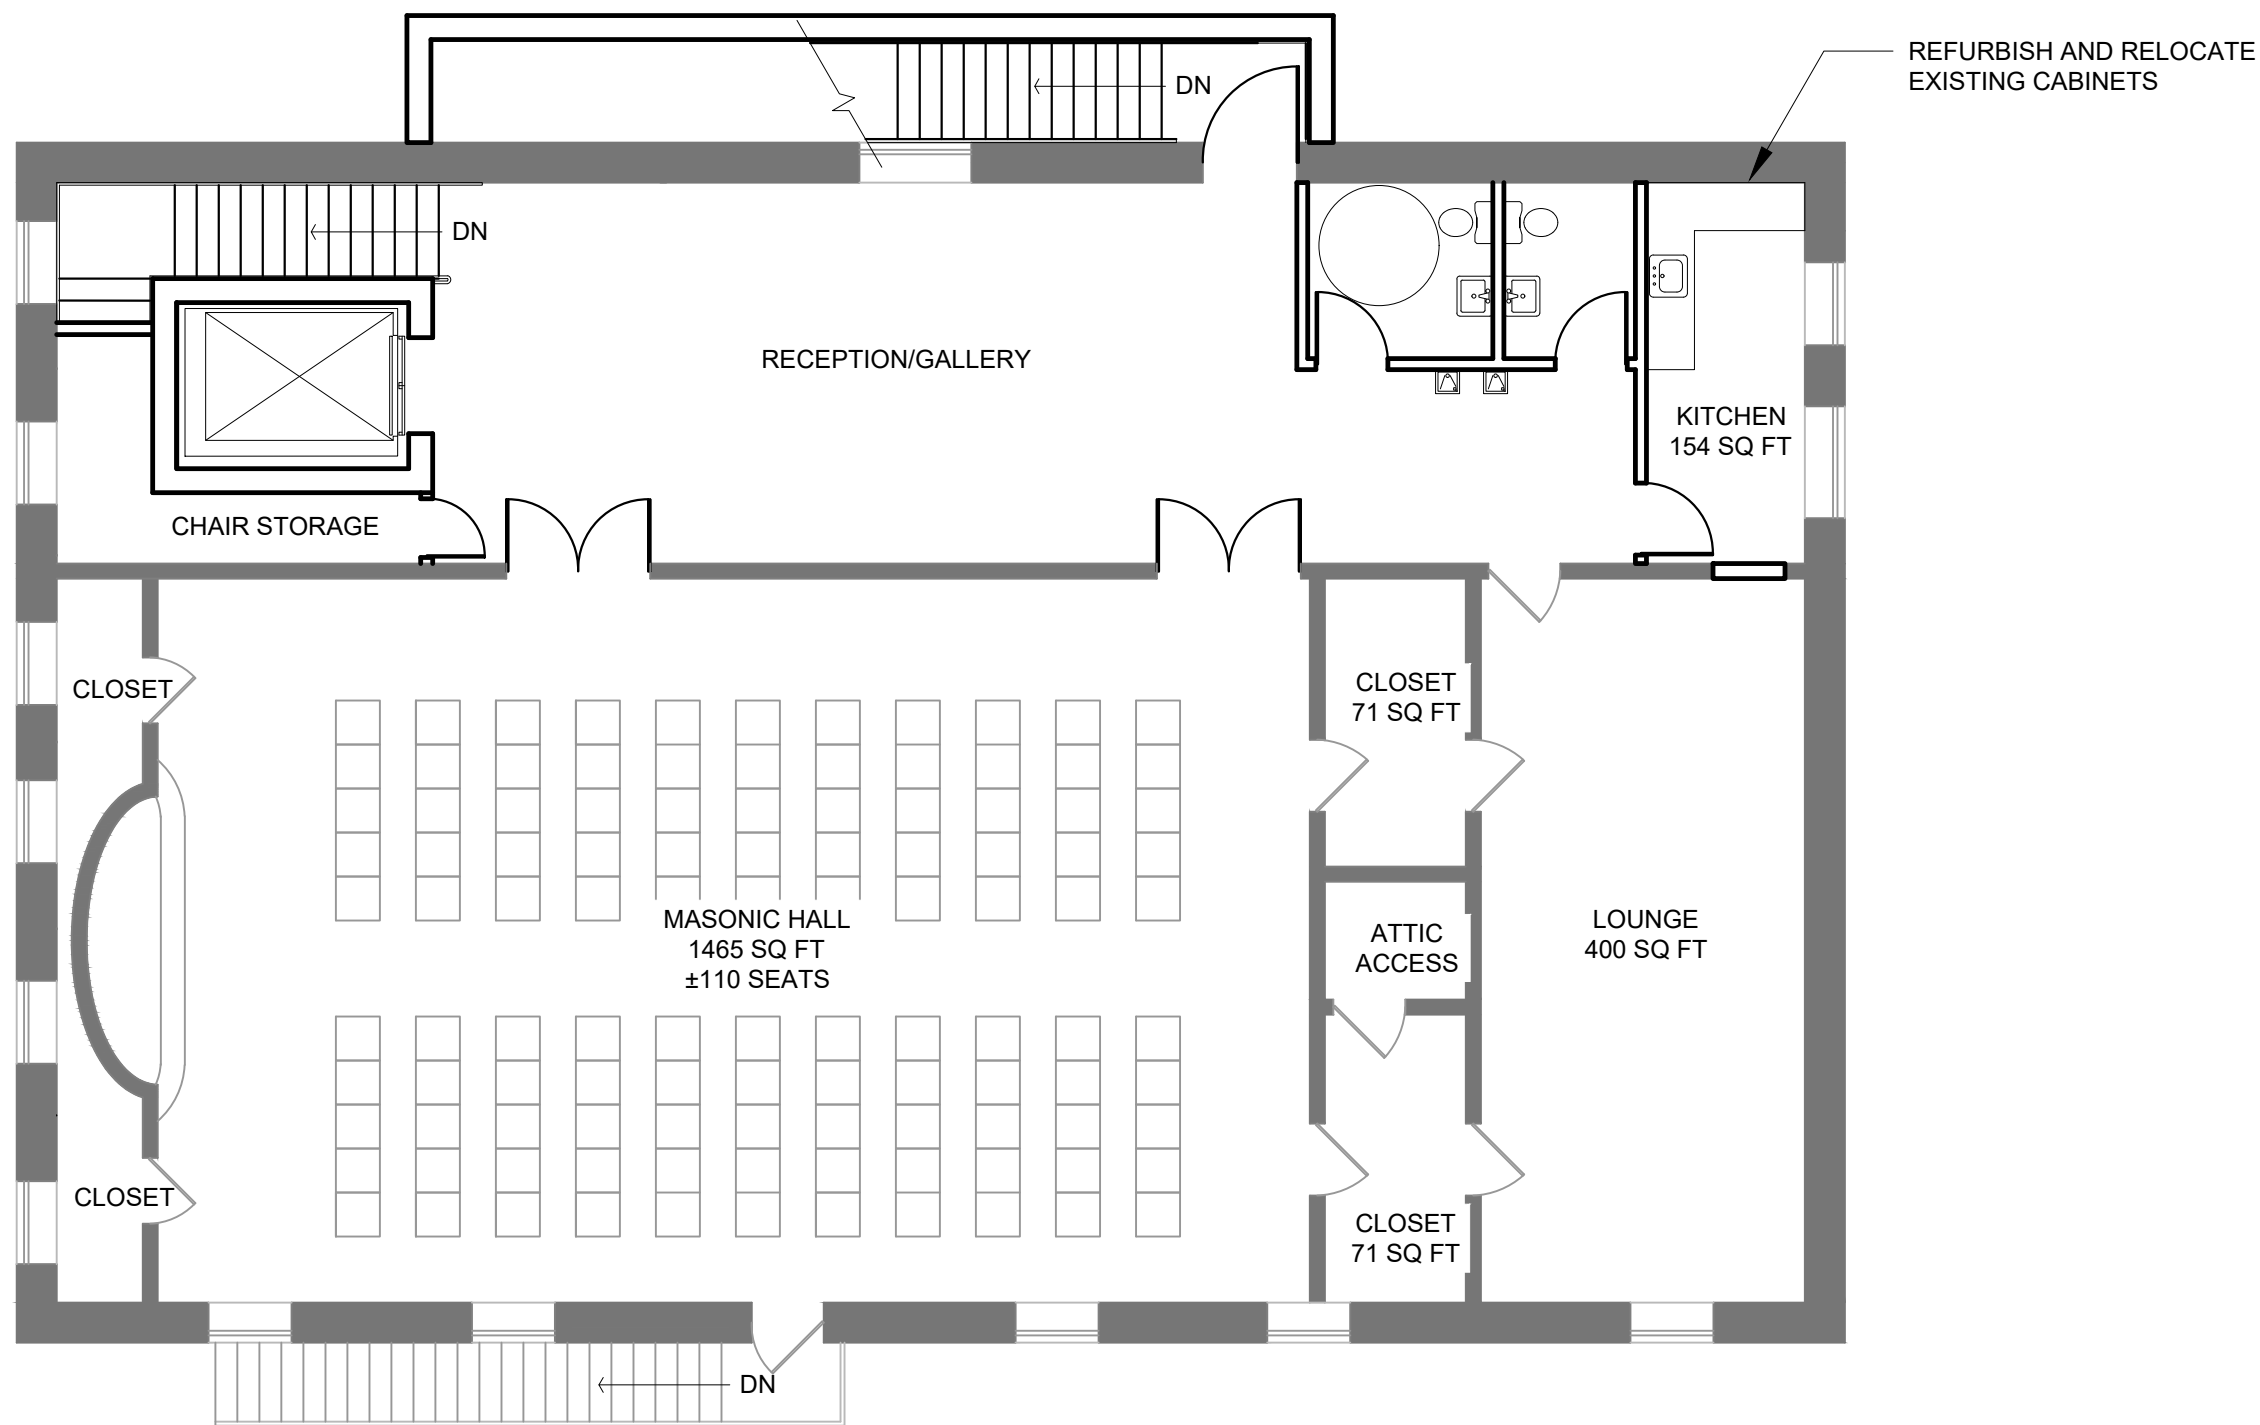 REFURBISH AND RELOCATE
EXISTING CABINETS
DN
DN
RECEPTION/GALLERY
KITCHEN
154 SQ FT
CHAIR STORAGE
CLOSET
CLOSET
71 SQ FT
MASONIC HALL
1465 SQ FT
±110 SEATS
ATTIC
ACCESS
LOUNGE
400 SQ FT
CLOSET
CLOSET
71 SQ FT
DN